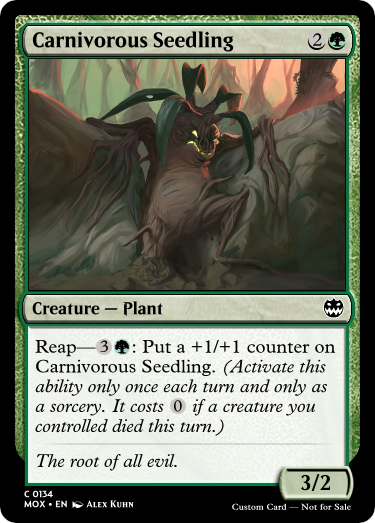 Carnivorous Seedling 2
Creature — Plant
Reap—3: Put a +1/+1 counter on
Carnivorous Seedling. (Activate this
ability only once each turn and only as
a sorcery. It costs 0 if a creature you
controlled died this turn.)
The root of all evil.
3/2
C 0134
MOX • EN Alex Kuhn
Custom Card — Not for Sale